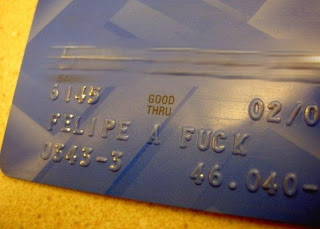 6145 GOOD THRU 02/0
FELIPE A FUCK
0543-3 46.040-